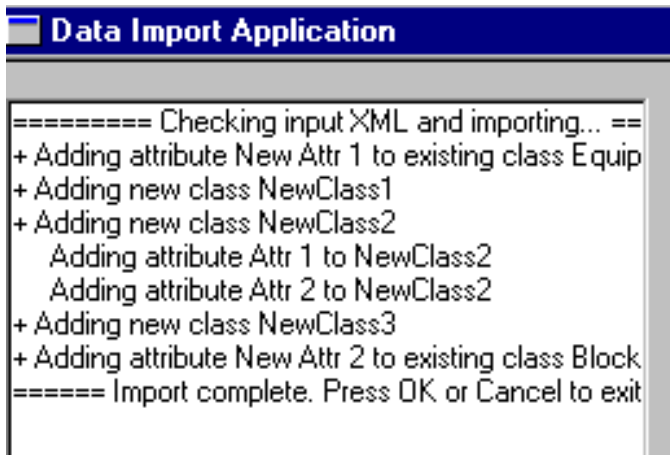 Data Import Application
========= Checking input XML and importing... ==
+ Adding attribute New Attr 1 to existing class Equip
+ Adding new class NewClass1
+ Adding new class NewClass2
Adding attribute Attr 1 to NewClass2
Adding attribute Attr 2 to NewClass2
+ Adding new class NewClass3
+ Adding attribute New Attr 2 to existing class Block
====== Import complete. Press OK or Cancel to exit